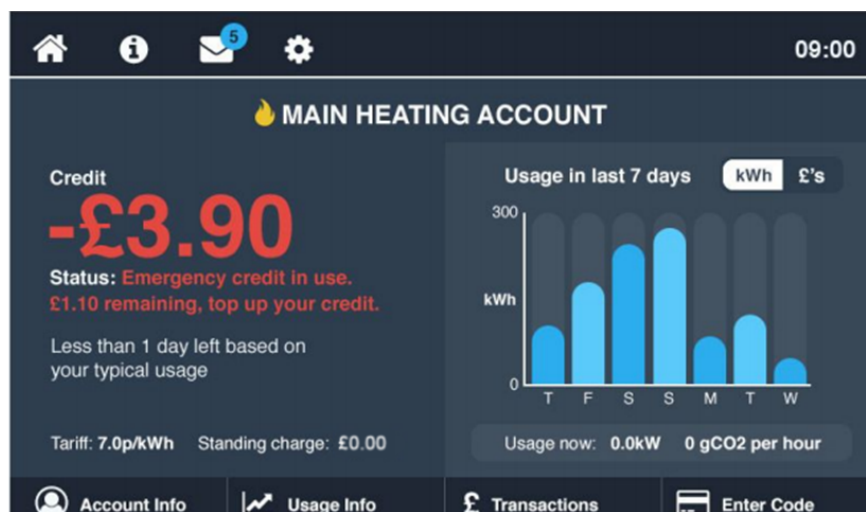 5
09:00
MAIN HEATING ACCOUNT
Credit
-£3.90
Status: Emergency credit in use.
£1.10 remaining, top up your credit.
Less than 1 day left based on
your typical usage
Tariff: 7.0p/kWh Standing charge: £0.00
Usage in last 7 days kWh £'s
300
kWh
0
T F S S M T W
Usage now: 0.0kW 0 gCO2 per hour
Account Info Usage Info £ Transactions Enter Code